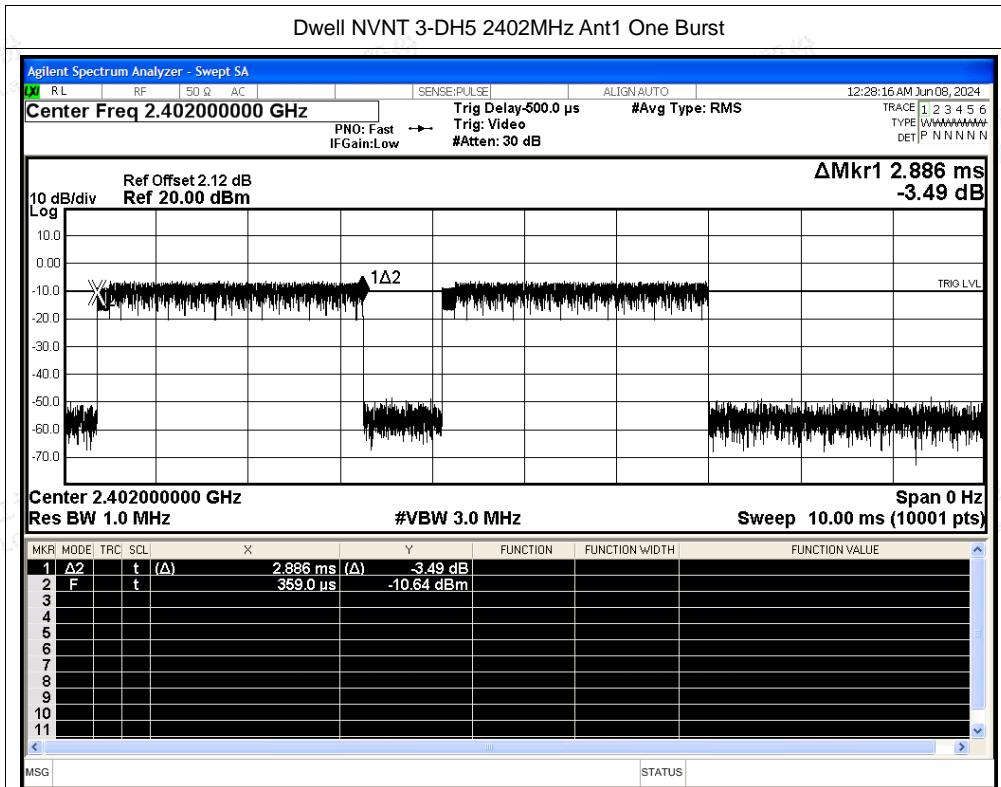 Dwell NVNT 3-DH5 2402MHz Ant1 One Burst
Agilent Spectrum Analyzer - Swept SA
LXI RL RF 50 Ω AC SENSE:PULSE ALIGN AUTO 12:28:16 AM Jun 08, 2024
Center Freq 2.402000000 GHz Trig Delay-500.0 µs #Avg Type: RMS TRACE 1 2 3 4 5 6
PNO: Fast Trig: Video TYPE WWWWWW
IFGain:Low #Atten: 30 dB DET P N N N N N
ΔMkr1 2.886 ms
Ref Offset 2.12 dB
10 dB/div Ref 20.00 dBm -3.49 dB
Log
10.0
0.00
1Δ2
-10.0 TRIG LVL
-20.0
-30.0
-40.0
-50.0
-60.0
-70.0
Center 2.402000000 GHz Span 0 Hz
Res BW 1.0 MHz #VBW 3.0 MHz Sweep 10.00 ms (10001 pts)
MKR MODE TRC SCL X Y FUNCTION FUNCTION WIDTH FUNCTION VALUE
1 Δ2 t (Δ) 2.886 ms (Δ) -3.49 dB
2 F t 359.0 µs -10.64 dBm
3
4
5
6
7
8
9
10
11
MSG STATUS